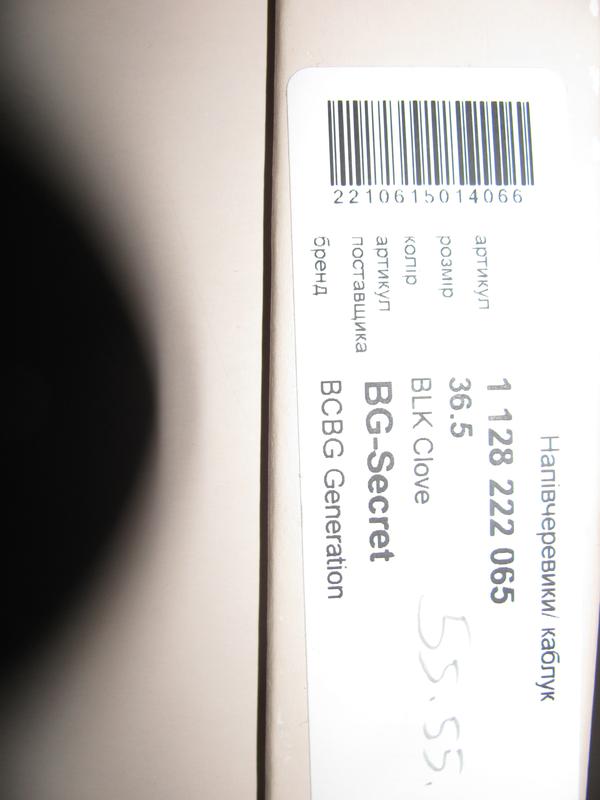 Напівчеревики/ каблук
артикул 1 128 222 065
розмір 36.5
колір BLK Clove
артикул
поставщика BG-Secret
бренд BCBG Generation
2210615014066
55.55.